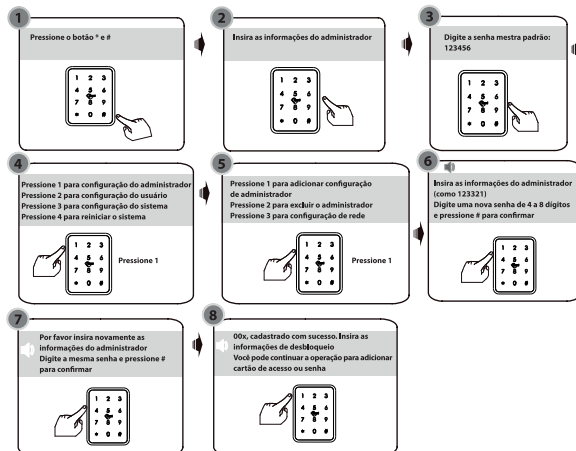 1
Pressione o botão * e #
1 2 3
4 5 6
7 8 9
* 0 #
2
Insira as informações do administrador
1 2 3
4 5 6
7 8 9
* 0 #
3
Digite a senha mestra padrão:
123456
1 2 3
4 5 6
7 8 9
* 0 #
4
Pressione 1 para configuração do administrador
Pressione 2 para configuração do usuário
Pressione 3 para configuração do sistema
Pressione 4 para reiniciar o sistema
1 2 3
4 5 6
7 8 9
* 0 #
Pressione 1
5
Pressione 1 para adicionar configuração
de administrador
Pressione 2 para excluir o administrador
Pressione 3 para configuração de rede
1 2 3
4 5 6
7 8 9
* 0 #
Pressione 1
6
Insira as informações do administrador
(como 123321)
Digite uma nova senha de 4 a 8 dígitos
e pressione # para confirmar
1 2 3
4 5 6
7 8 9
* 0 #
7
Por favor insira novamente as
informações do administrador
Digite a mesma senha e pressione #
para confirmar
1 2 3
4 5 6
7 8 9
* 0 #
8
00x, cadastrado com sucesso. Insira as
informações de desbloqueio
Você pode continuar a operação para adicionar
cartão de acesso ou senha
1 2 3
4 5 6
7 8 9
* 0 #